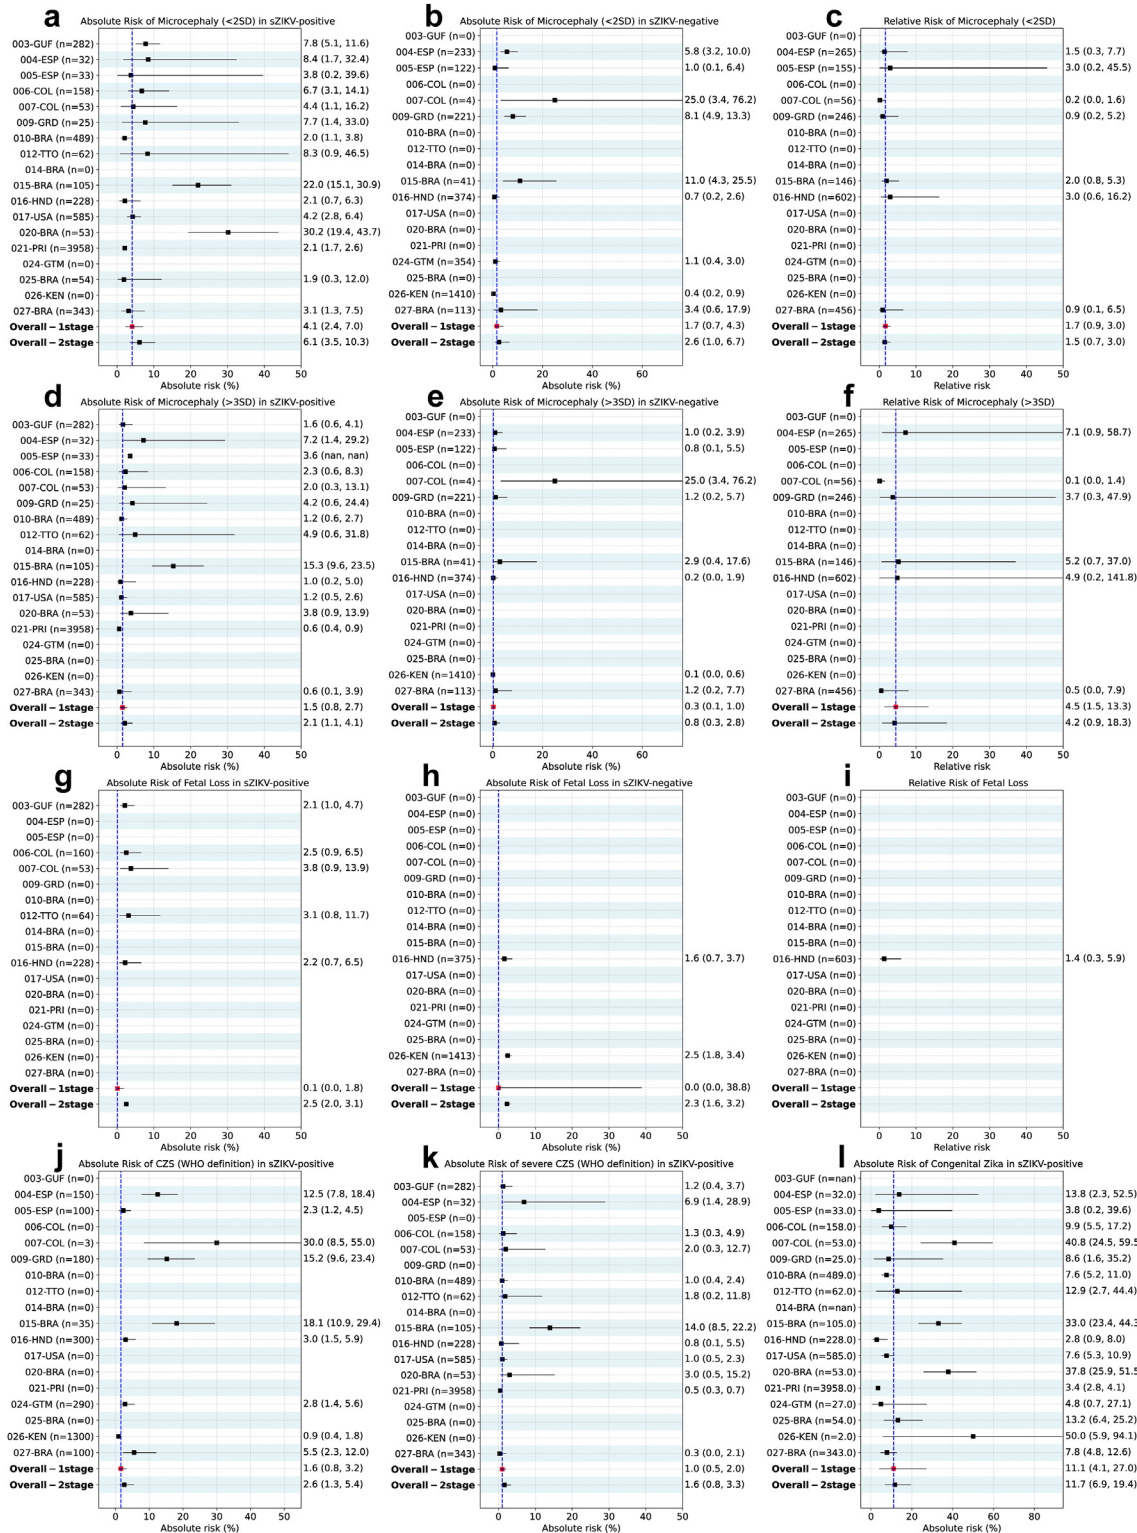 a
Absolute Risk of Microcephaly (<2SD) in sZIKV-positive
003-GUF (n=282) 7.8 (5.1, 11.6)
004-ESP (n=32) 8.4 (1.7, 32.4)
005-ESP (n=33) 3.8 (0.2, 39.6)
006-COL (n=158) 6.7 (3.1, 14.1)
007-COL (n=53) 4.4 (1.1, 16.2)
009-GRD (n=25) 7.7 (1.4, 33.0)
010-BRA (n=489) 2.0 (1.1, 3.8)
012-TTO (n=62) 8.3 (0.9, 46.5)
014-BRA (n=0)
015-BRA (n=105) 22.0 (15.1, 30.9)
016-HND (n=228) 2.1 (0.7, 6.3)
017-USA (n=585) 4.2 (2.8, 6.4)
020-BRA (n=53) 30.2 (19.4, 43.7)
021-PRI (n=3958) 2.1 (1.7, 2.6)
024-GTM (n=0)
025-BRA (n=54) 1.9 (0.3, 12.0)
026-KEN (n=0)
027-BRA (n=343) 3.1 (1.3, 7.5)
Overall − 1stage 4.1 (2.4, 7.0)
Overall − 2stage 6.1 (3.5, 10.3)
0 10 20 30 40 50
Absolute risk (%)
b
Absolute Risk of Microcephaly (<2SD) in sZIKV-negative
003-GUF (n=0)
004-ESP (n=233) 5.8 (3.2, 10.0)
005-ESP (n=122) 1.0 (0.1, 6.4)
006-COL (n=0)
007-COL (n=4) 25.0 (3.4, 76.2)
009-GRD (n=221) 8.1 (4.9, 13.3)
010-BRA (n=0)
012-TTO (n=0)
014-BRA (n=0)
015-BRA (n=41) 11.0 (4.3, 25.5)
016-HND (n=374) 0.7 (0.2, 2.6)
017-USA (n=0)
020-BRA (n=0)
021-PRI (n=0)
024-GTM (n=354) 1.1 (0.4, 3.0)
025-BRA (n=0)
026-KEN (n=1410) 0.4 (0.2, 0.9)
027-BRA (n=113) 3.4 (0.6, 17.9)
Overall − 1stage 1.7 (0.7, 4.3)
Overall − 2stage 2.6 (1.0, 6.7)
0 20 40 60
Absolute risk (%)
c
Relative Risk of Microcephaly (<2SD)
003-GUF (n=0)
004-ESP (n=265) 1.5 (0.3, 7.7)
005-ESP (n=155) 3.0 (0.2, 45.5)
006-COL (n=0)
007-COL (n=56) 0.2 (0.0, 1.6)
009-GRD (n=246) 0.9 (0.2, 5.2)
010-BRA (n=0)
012-TTO (n=0)
014-BRA (n=0)
015-BRA (n=146) 2.0 (0.8, 5.3)
016-HND (n=602) 3.0 (0.6, 16.2)
017-USA (n=0)
020-BRA (n=0)
021-PRI (n=0)
024-GTM (n=0)
025-BRA (n=0)
026-KEN (n=0)
027-BRA (n=456) 0.9 (0.1, 6.5)
Overall − 1stage 1.7 (0.9, 3.0)
Overall − 2stage 1.5 (0.7, 3.0)
0 10 20 30 40 50
Relative risk
d
Absolute Risk of Microcephaly (>3SD) in sZIKV-positive
003-GUF (n=282) 1.6 (0.6, 4.1)
004-ESP (n=32) 7.2 (1.4, 29.2)
005-ESP (n=33) 3.6 (nan, nan)
006-COL (n=158) 2.3 (0.6, 8.3)
007-COL (n=53) 2.0 (0.3, 13.1)
009-GRD (n=25) 4.2 (0.6, 24.4)
010-BRA (n=489) 1.2 (0.6, 2.7)
012-TTO (n=62) 4.9 (0.6, 31.8)
014-BRA (n=0)
015-BRA (n=105) 15.3 (9.6, 23.5)
016-HND (n=228) 1.0 (0.2, 5.0)
017-USA (n=585) 1.2 (0.5, 2.6)
020-BRA (n=53) 3.8 (0.9, 13.9)
021-PRI (n=3958) 0.6 (0.4, 0.9)
024-GTM (n=0)
025-BRA (n=0)
026-KEN (n=0)
027-BRA (n=343) 0.6 (0.1, 3.9)
Overall − 1stage 1.5 (0.8, 2.7)
Overall − 2stage 2.1 (1.1, 4.1)
0 10 20 30 40 50
Absolute risk (%)
e
Absolute Risk of Microcephaly (>3SD) in sZIKV-negative
003-GUF (n=0)
004-ESP (n=233) 1.0 (0.2, 3.9)
005-ESP (n=122) 0.8 (0.1, 5.5)
006-COL (n=0)
007-COL (n=4) 25.0 (3.4, 76.2)
009-GRD (n=221) 1.2 (0.2, 5.7)
010-BRA (n=0)
012-TTO (n=0)
014-BRA (n=0)
015-BRA (n=41) 2.9 (0.4, 17.6)
016-HND (n=374) 0.2 (0.0, 1.9)
017-USA (n=0)
020-BRA (n=0)
021-PRI (n=0)
024-GTM (n=0)
025-BRA (n=0)
026-KEN (n=1410) 0.1 (0.0, 0.6)
027-BRA (n=113) 1.2 (0.2, 7.7)
Overall − 1stage 0.3 (0.1, 1.0)
Overall − 2stage 0.8 (0.3, 2.8)
0 20 40 60
Absolute risk (%)
f
Relative Risk of Microcephaly (>3SD)
003-GUF (n=0)
004-ESP (n=265) 7.1 (0.9, 58.7)
005-ESP (n=0)
006-COL (n=0)
007-COL (n=56) 0.1 (0.0, 1.4)
009-GRD (n=246) 3.7 (0.3, 47.9)
010-BRA (n=0)
012-TTO (n=0)
014-BRA (n=0)
015-BRA (n=146) 5.2 (0.7, 37.0)
016-HND (n=602) 4.9 (0.2, 141.8)
017-USA (n=0)
020-BRA (n=0)
021-PRI (n=0)
024-GTM (n=0)
025-BRA (n=0)
026-KEN (n=0)
027-BRA (n=456) 0.5 (0.0, 7.9)
Overall − 1stage 4.5 (1.5, 13.3)
Overall − 2stage 4.2 (0.9, 18.3)
0 10 20 30 40 50
Relative risk
g
Absolute Risk of Fetal Loss in sZIKV-positive
003-GUF (n=282) 2.1 (1.0, 4.7)
004-ESP (n=0)
005-ESP (n=0)
006-COL (n=160) 2.5 (0.9, 6.5)
007-COL (n=53) 3.8 (0.9, 13.9)
009-GRD (n=0)
010-BRA (n=0)
012-TTO (n=64) 3.1 (0.8, 11.7)
014-BRA (n=0)
015-BRA (n=0)
016-HND (n=228) 2.2 (0.7, 6.5)
017-USA (n=0)
020-BRA (n=0)
021-PRI (n=0)
024-GTM (n=0)
025-BRA (n=0)
026-KEN (n=0)
027-BRA (n=0)
Overall − 1stage 0.1 (0.0, 1.8)
Overall − 2stage 2.5 (2.0, 3.1)
0 10 20 30 40 50
Absolute risk (%)
h
Absolute Risk of Fetal Loss in sZIKV-negative
003-GUF (n=0)
004-ESP (n=0)
005-ESP (n=0)
006-COL (n=0)
007-COL (n=0)
009-GRD (n=0)
010-BRA (n=0)
012-TTO (n=0)
014-BRA (n=0)
015-BRA (n=0)
016-HND (n=375) 1.6 (0.7, 3.7)
017-USA (n=0)
020-BRA (n=0)
021-PRI (n=0)
024-GTM (n=0)
025-BRA (n=0)
026-KEN (n=1413) 2.5 (1.8, 3.4)
027-BRA (n=0)
Overall − 1stage 0.0 (0.0, 38.8)
Overall − 2stage 2.3 (1.6, 3.2)
0 10 20 30 40 50
Absolute risk (%)
i
Relative Risk of Fetal Loss
003-GUF (n=0)
004-ESP (n=0)
005-ESP (n=0)
006-COL (n=0)
007-COL (n=0)
009-GRD (n=0)
010-BRA (n=0)
012-TTO (n=0)
014-BRA (n=0)
015-BRA (n=0)
016-HND (n=603) 1.4 (0.3, 5.9)
017-USA (n=0)
020-BRA (n=0)
021-PRI (n=0)
024-GTM (n=0)
025-BRA (n=0)
026-KEN (n=0)
027-BRA (n=0)
Overall − 1stage
Overall − 2stage
0 10 20 30 40 50
Relative risk
j
Absolute Risk of CZS (WHO definition) in sZIKV-positive
003-GUF (n=0)
004-ESP (n=150) 12.5 (7.8, 18.4)
005-ESP (n=100) 2.3 (1.2, 4.5)
006-COL (n=0)
007-COL (n=3) 30.0 (8.5, 55.0)
009-GRD (n=180) 15.2 (9.6, 23.4)
010-BRA (n=0)
012-TTO (n=0)
014-BRA (n=0)
015-BRA (n=35) 18.1 (10.9, 29.4)
016-HND (n=300) 3.0 (1.5, 5.9)
017-USA (n=0)
020-BRA (n=0)
021-PRI (n=0)
024-GTM (n=290) 2.8 (1.4, 5.6)
025-BRA (n=0)
026-KEN (n=1300) 0.9 (0.4, 1.8)
027-BRA (n=100) 5.5 (2.3, 12.0)
Overall − 1stage 1.6 (0.8, 3.2)
Overall − 2stage 2.6 (1.3, 5.4)
0 10 20 30 40 50
Absolute risk (%)
k
Absolute Risk of severe CZS (WHO definition) in sZIKV-positive
003-GUF (n=282) 1.2 (0.4, 3.7)
004-ESP (n=32) 6.9 (1.4, 28.9)
005-ESP (n=0)
006-COL (n=158) 1.3 (0.3, 4.9)
007-COL (n=53) 2.0 (0.3, 12.7)
009-GRD (n=0)
010-BRA (n=489) 1.0 (0.4, 2.4)
012-TTO (n=62) 1.8 (0.2, 11.8)
014-BRA (n=0)
015-BRA (n=105) 14.0 (8.5, 22.2)
016-HND (n=228) 0.8 (0.1, 5.5)
017-USA (n=585) 1.0 (0.5, 2.3)
020-BRA (n=53) 3.0 (0.5, 15.2)
021-PRI (n=3958) 0.5 (0.3, 0.7)
024-GTM (n=0)
025-BRA (n=0)
026-KEN (n=0)
027-BRA (n=343) 0.3 (0.0, 2.1)
Overall − 1stage 1.0 (0.5, 2.0)
Overall − 2stage 1.6 (0.8, 3.3)
0 10 20 30 40 50
Absolute risk (%)
l
Absolute Risk of Congenital Zika in sZIKV-positive
003-GUF (n=nan)
004-ESP (n=32.0) 13.8 (2.3, 52.5)
005-ESP (n=33.0) 3.8 (0.2, 39.6)
006-COL (n=158.0) 9.9 (5.5, 17.2)
007-COL (n=53.0) 40.8 (24.5, 59.5
009-GRD (n=25.0) 8.6 (1.6, 35.2)
010-BRA (n=489.0) 7.6 (5.2, 11.0)
012-TTO (n=62.0) 12.9 (2.7, 44.4)
014-BRA (n=nan)
015-BRA (n=105.0) 33.0 (23.4, 44.3
016-HND (n=228.0) 2.8 (0.9, 8.0)
017-USA (n=585.0) 7.6 (5.3, 10.9)
020-BRA (n=53.0) 37.8 (25.9, 51.5
021-PRI (n=3958.0) 3.4 (2.8, 4.1)
024-GTM (n=27.0) 4.8 (0.7, 27.1)
025-BRA (n=54.0) 13.2 (6.4, 25.2)
026-KEN (n=2.0) 50.0 (5.9, 94.1)
027-BRA (n=343.0) 7.8 (4.8, 12.6)
Overall − 1stage 11.1 (4.1, 27.0)
Overall − 2stage 11.7 (6.9, 19.4)
0 20 40 60 80
Absolute risk (%)